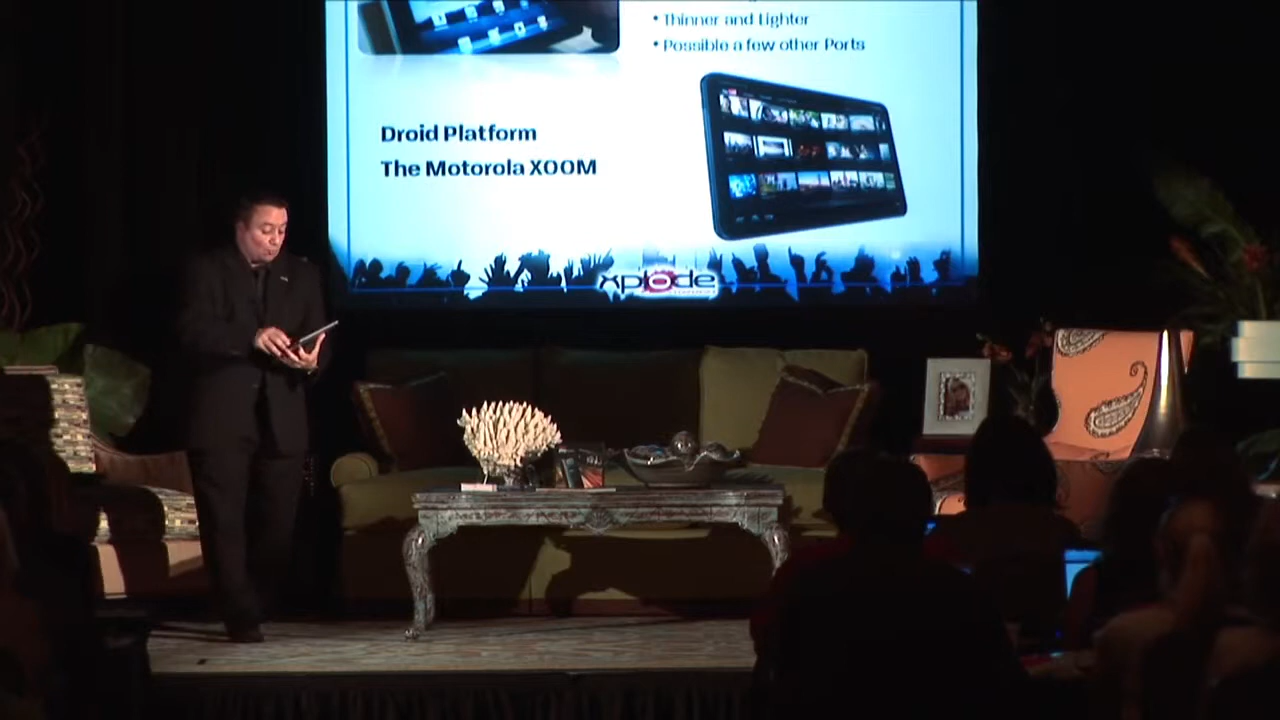 • Thinner and Lighter
• Possible a few other Ports
Droid Platform
The Motorola XOOM
xplode